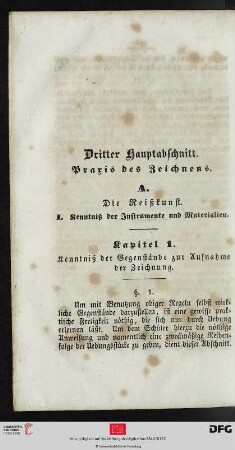 Dritter Hauptabschnitt.
Praxis des Zeichnens.
A.
Die Reißkunst.
I. Kenntniß der Instrumente und Materialien.
Kapitel 1.
Kenntniß der Gegenstände zur Aufnahme
der Zeichnung.
§. 1.
Um mit Benutzung obiger Regeln selbst wirk-
liche Gegenstände darzustellen, ist eine gewisse prak-
tische Fertigkeit nöthig, die sich nur durch Uebung
erlernen läßt. Um dem Schüler hierzu die nöthige
Anweisung und namentlich eine zweckmäßige Reihen-
folge der Uebungsstücke zu geben, dient dieser Abschnitt.
DFG